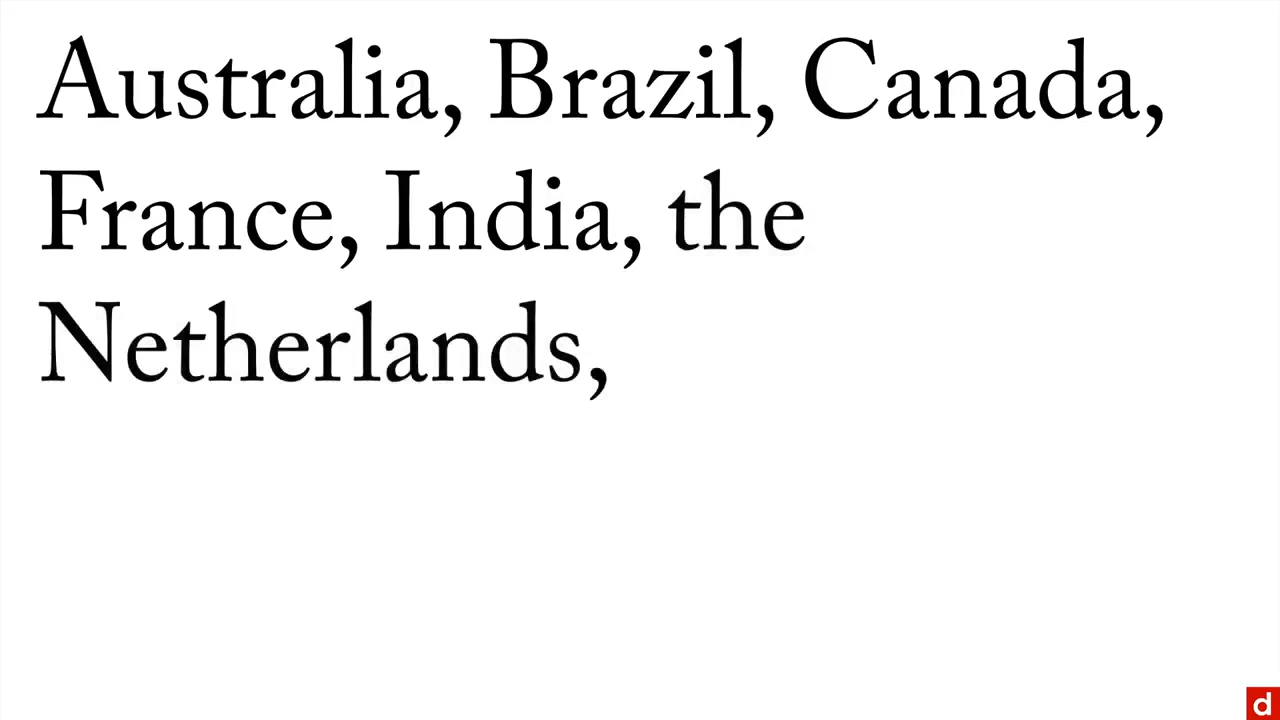 Australia, Brazil, Canada,
France, India, the
Netherlands,
d